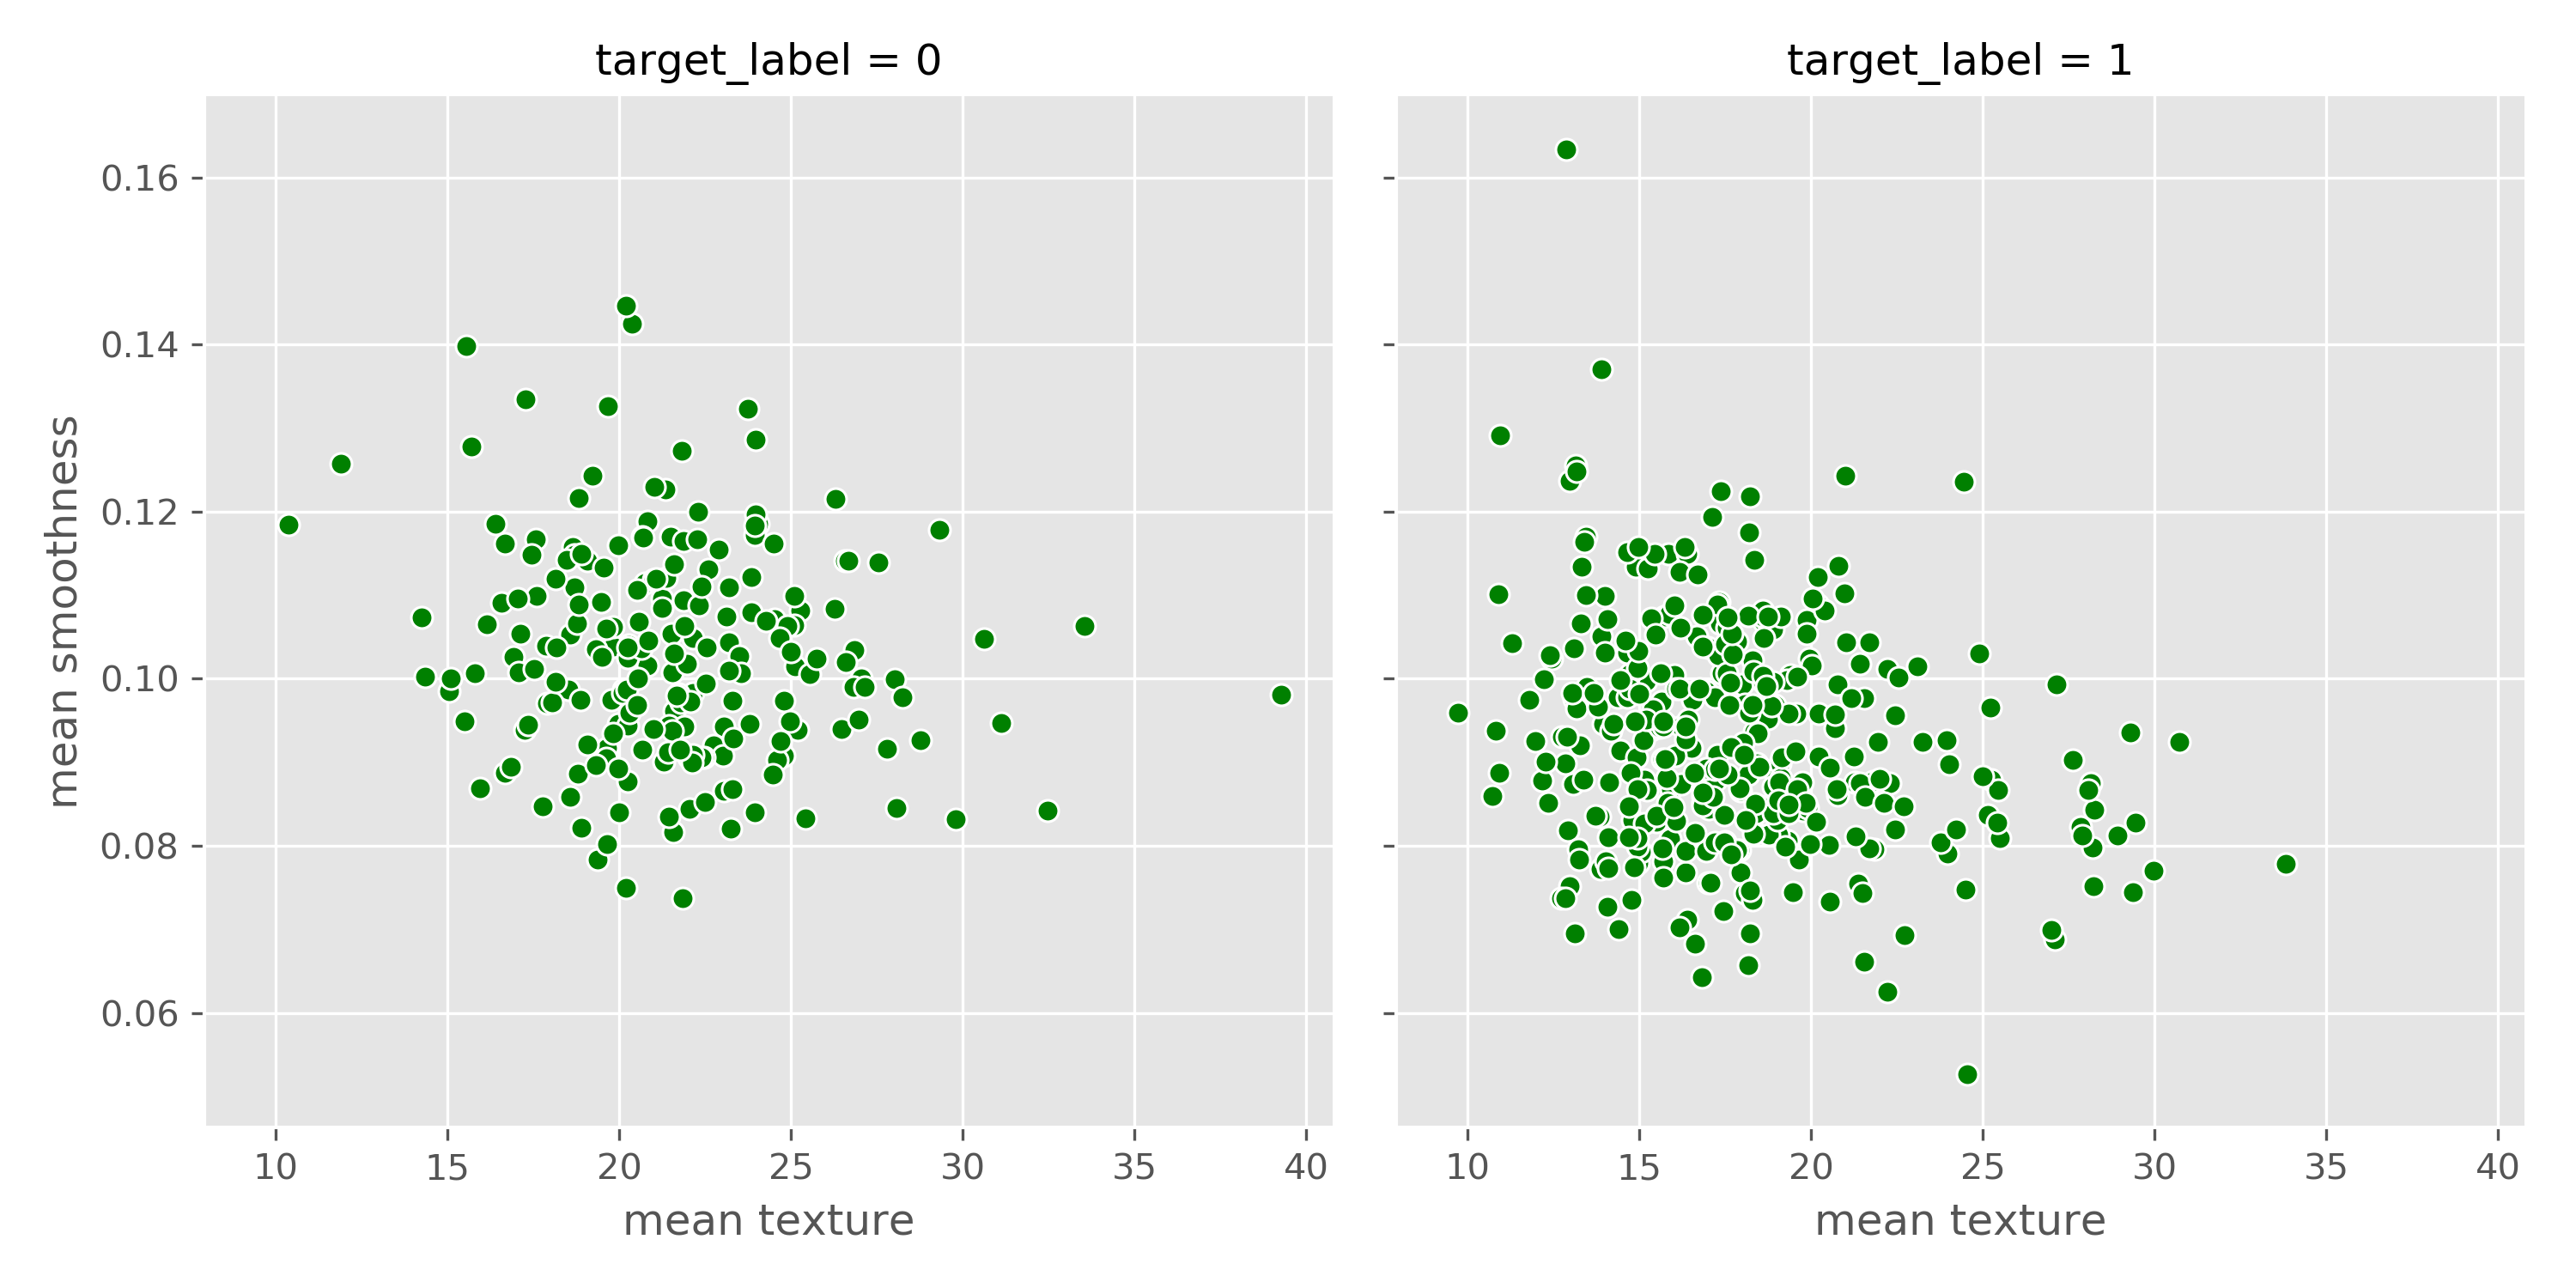 target_label = 0
target_label = 1
0.16
0.14
0.12
0.10
0.08
0.06
mean smoothness
10 15 20 25 30 35 40
10 15 20 25 30 35 40
mean texture
mean texture